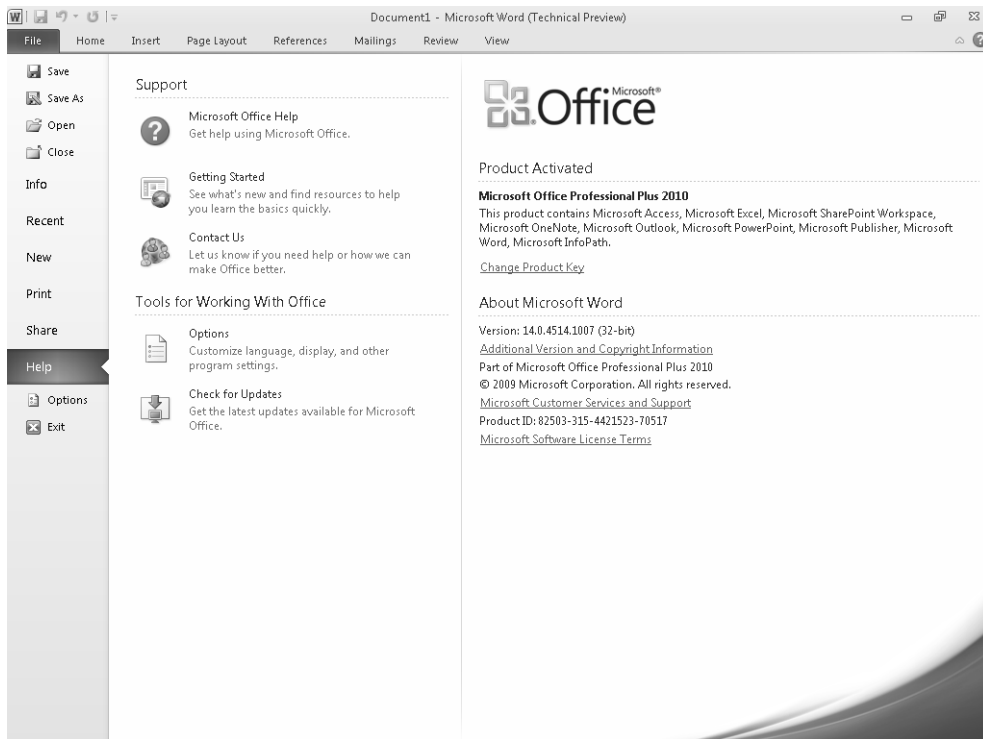 Document1 - Microsoft Word (Technical Preview)
File Home Insert Page Layout References Mailings Review View
Save
Save As
Open
Close
Info
Recent
New
Print
Share
Help
Options
Exit
Support
Microsoft Office Help
Get help using Microsoft Office.
Getting Started
See what's new and find resources to help
you learn the basics quickly.
Contact Us
Let us know if you need help or how we can
make Office better.
Tools for Working With Office
Options
Customize language, display, and other
program settings.
Check for Updates
Get the latest updates available for Microsoft
Office.
Microsoft®
Office
Product Activated
Microsoft Office Professional Plus 2010
This product contains Microsoft Access, Microsoft Excel, Microsoft SharePoint Workspace,
Microsoft OneNote, Microsoft Outlook, Microsoft PowerPoint, Microsoft Publisher, Microsoft
Word, Microsoft InfoPath.
Change Product Key
About Microsoft Word
Version: 14.0.4514.1007 (32-bit)
Additional Version and Copyright Information
Part of Microsoft Office Professional Plus 2010
© 2009 Microsoft Corporation. All rights reserved.
Microsoft Customer Services and Support
Product ID: 82503-315-4421523-70517
Microsoft Software License Terms